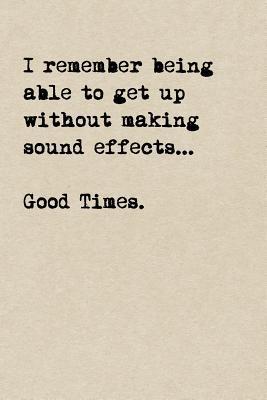 I remember being
able to get up
without making
sound effects...
Good Times.